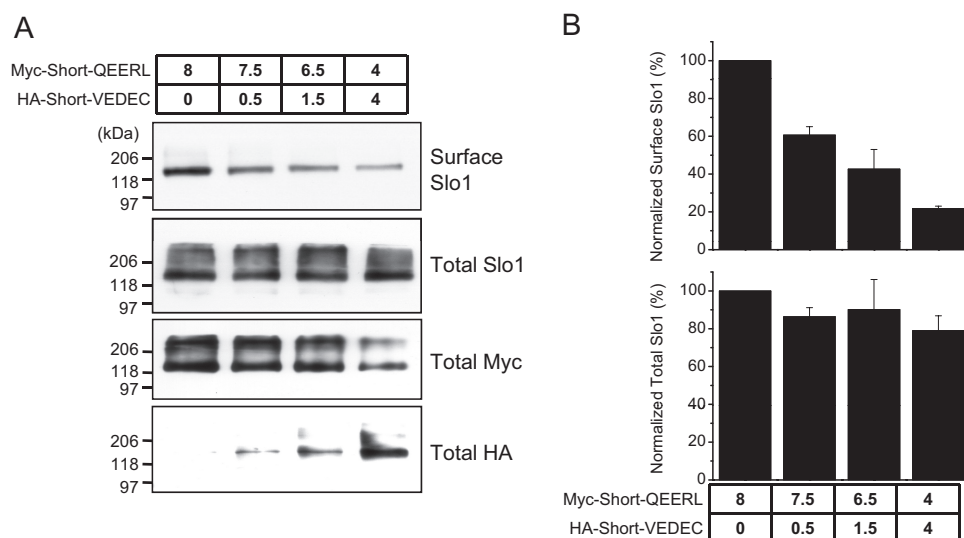 A
Myc-Short-QEERL 8 7.5 6.5 4
HA-Short-VEDEC 0 0.5 1.5 4
(kDa)
206
118
97
Surface
Slo1
206
118
97
Total Slo1
206
118
97
Total Myc
206
118
97
Total HA
B
Normalized Surface Slo1 (%)
100
80
60
40
20
0
Normalized Total Slo1 (%)
100
80
60
40
20
0
Myc-Short-QEERL 8 7.5 6.5 4
HA-Short-VEDEC 0 0.5 1.5 4